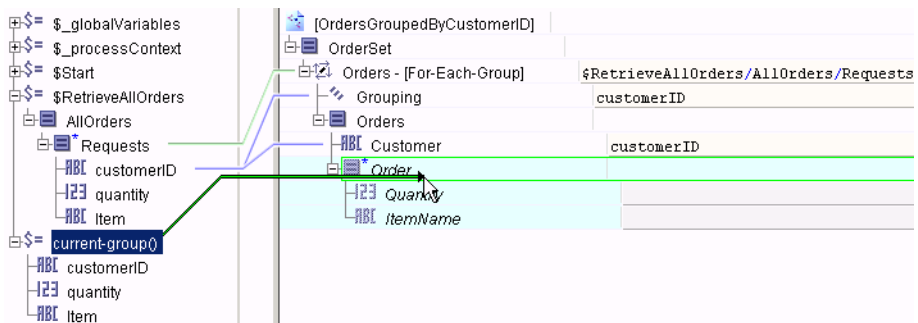 $_globalVariables
$_processContext
$Start
$RetrieveAllOrders
AllOrders
Requests
customerID
quantity
Item
current-group()
customerID
quantity
Item
[OrdersGroupedByCustomerID]
OrderSet
Orders - [For-Each-Group] $RetrieveAllOrders/AllOrders/Requests
Grouping customerID
Orders
Customer customerID
Order
Quantity
ItemName